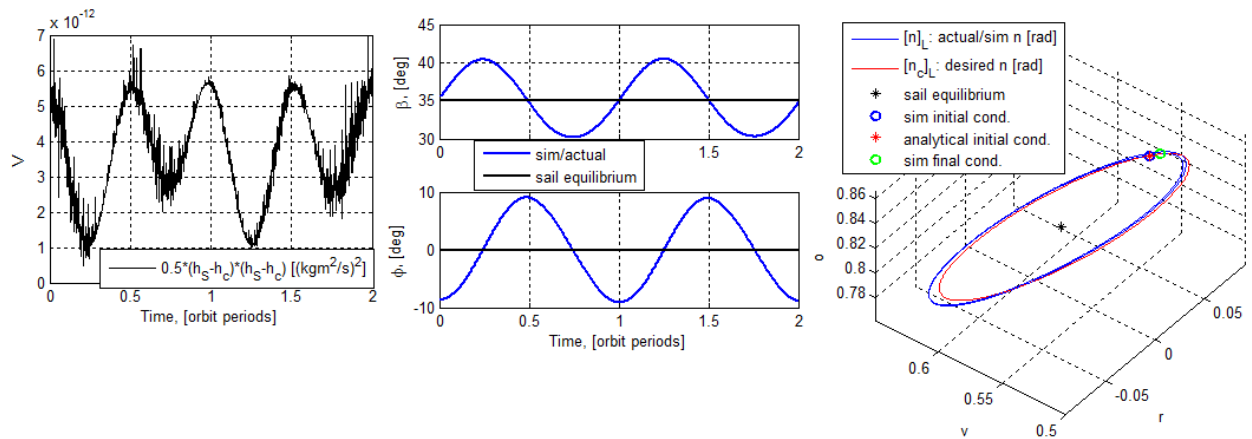 x 10^-12
7
6
5
4
3
2
1
0
V
0.5*(h_S-h_c)*(h_S-h_c) [(kgm^2/s)^2]
0
0.5
1
1.5
2
Time, [orbit periods]
45
40
35
30
β, [deg]
0
0.5
1
1.5
2
sim/actual
sail equilibrium
10
0
-10
ϕ, [deg]
0
0.5
1
1.5
2
Time, [orbit periods]
[n]_L: actual/sim n [rad]
[n_c]_L: desired n [rad]
sail equilibrium
sim initial cond.
analytical initial cond.
sim final cond.
0.86
0.84
0.82
0.8
0.78
o
0.6
0.55
0.5
v
0.05
0
-0.05
r